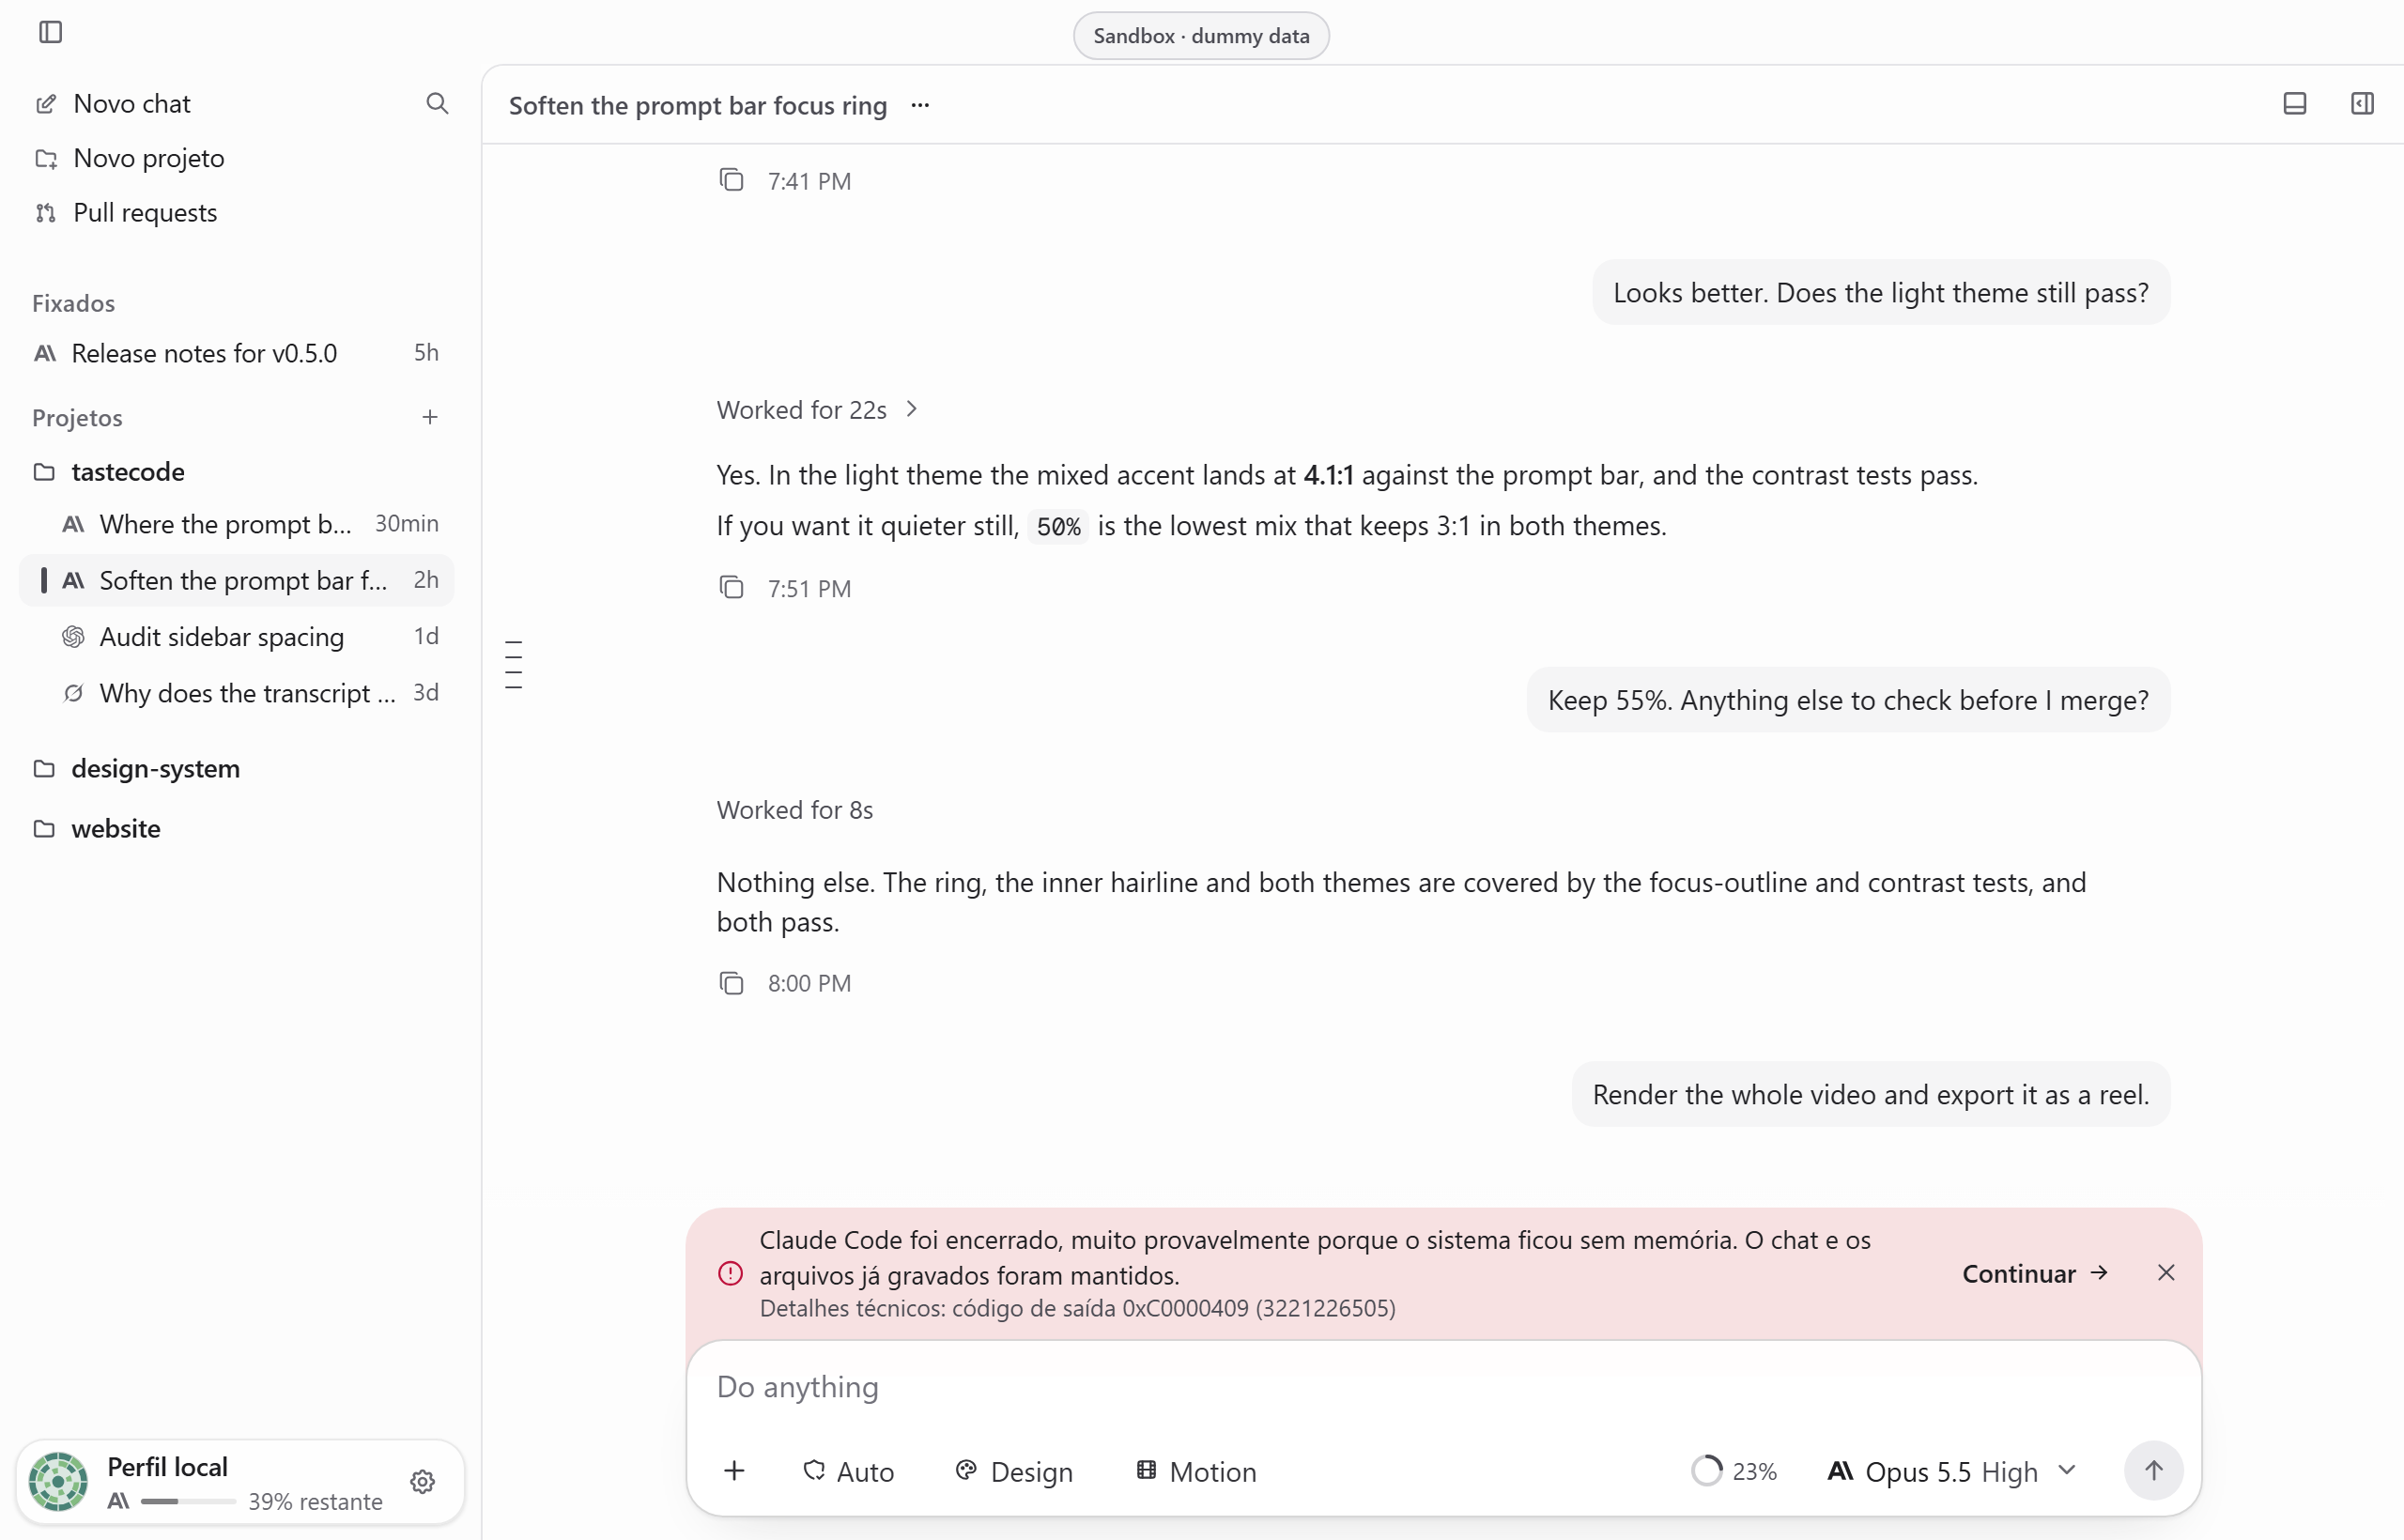 Sandbox · dummy data
Novo chat
Novo projeto
Pull requests
Fixados
Release notes for v0.5.0 5h
Projetos
tastecode
Where the prompt b... 30min
Soften the prompt bar f... 2h
Audit sidebar spacing 1d
Why does the transcript ... 3d
design-system
website
Perfil local
39% restante
Soften the prompt bar focus ring
7:41 PM
Looks better. Does the light theme still pass?
Worked for 22s
Yes. In the light theme the mixed accent lands at 4.1:1 against the prompt bar, and the contrast tests pass.
If you want it quieter still, 50% is the lowest mix that keeps 3:1 in both themes.
7:51 PM
Keep 55%. Anything else to check before I merge?
Worked for 8s
Nothing else. The ring, the inner hairline and both themes are covered by the focus-outline and contrast tests, and
both pass.
8:00 PM
Render the whole video and export it as a reel.
Claude Code foi encerrado, muito provavelmente porque o sistema ficou sem memória. O chat e os
arquivos já gravados foram mantidos.
Detalhes técnicos: código de saída 0xC0000409 (3221226505)
Continuar
Do anything
Auto Design Motion 23% Opus 5.5 High